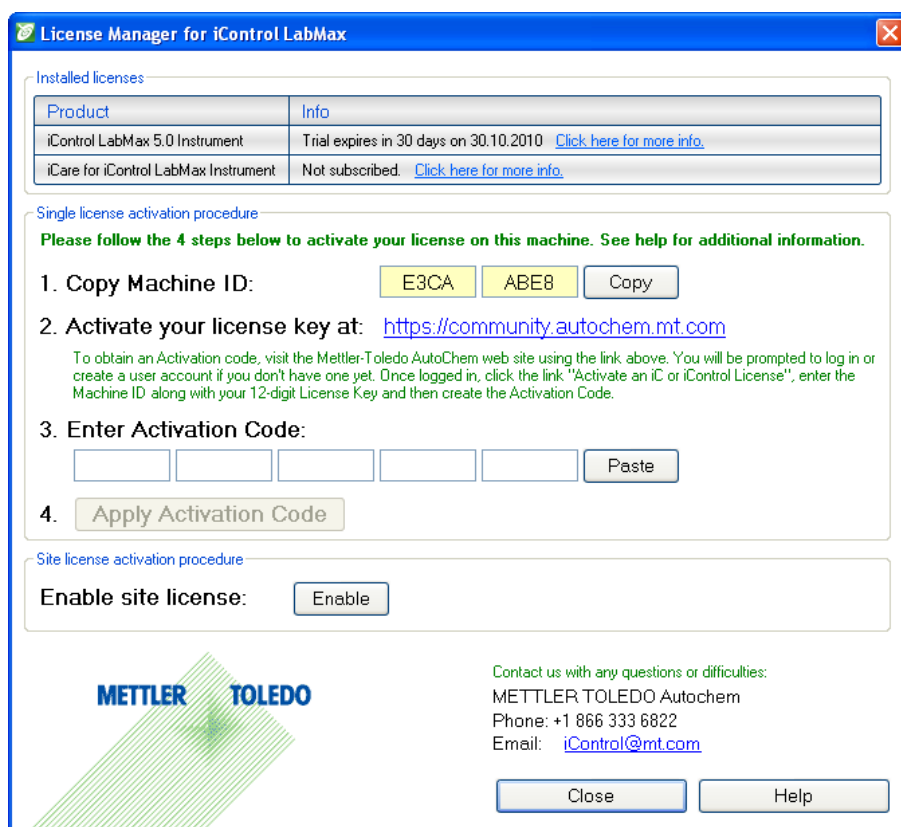 License Manager for iControl LabMax
Installed licenses
Product Info
iControl LabMax 5.0 Instrument Trial expires in 30 days on 30.10.2010 Click here for more info.
iCare for iControl LabMax Instrument Not subscribed. Click here for more info.
Single license activation procedure
Please follow the 4 steps below to activate your license on this machine. See help for additional information.
1. Copy Machine ID: E3CA ABE8 Copy
2. Activate your license key at: https://community.autochem.mt.com
To obtain an Activation code, visit the Mettler-Toledo AutoChem web site using the link above. You will be prompted to log in or
create a user account if you don't have one yet. Once logged in, click the link "Activate an iC or iControl License", enter the
Machine ID along with your 12-digit License Key and then create the Activation Code.
3. Enter Activation Code:
Paste
4. Apply Activation Code
Site license activation procedure
Enable site license: Enable
METTLER TOLEDO
Contact us with any questions or difficulties:
METTLER TOLEDO Autochem
Phone: +1 866 333 6822
Email: iControl@mt.com
Close Help